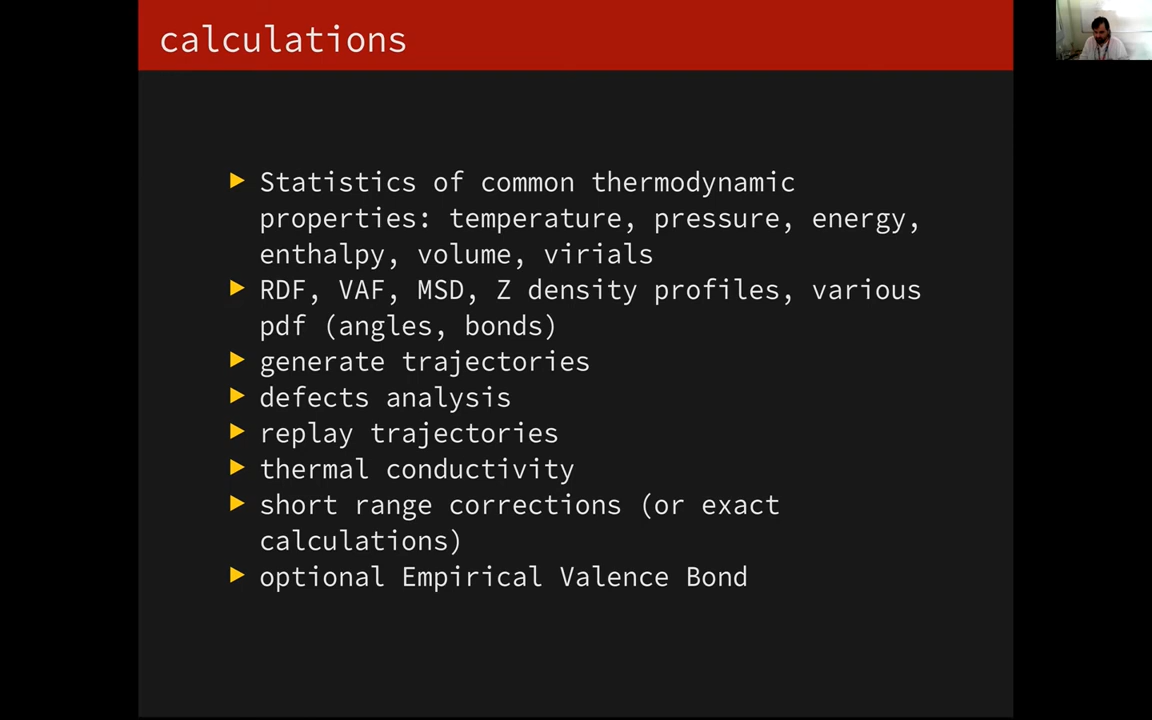 calculations
Statistics of common thermodynamic
properties: temperature, pressure, energy,
enthalpy, volume, virials
RDF, VAF, MSD, Z density profiles, various
pdf (angles, bonds)
generate trajectories
defects analysis
replay trajectories
thermal conductivity
short range corrections (or exact
calculations)
optional Empirical Valence Bond